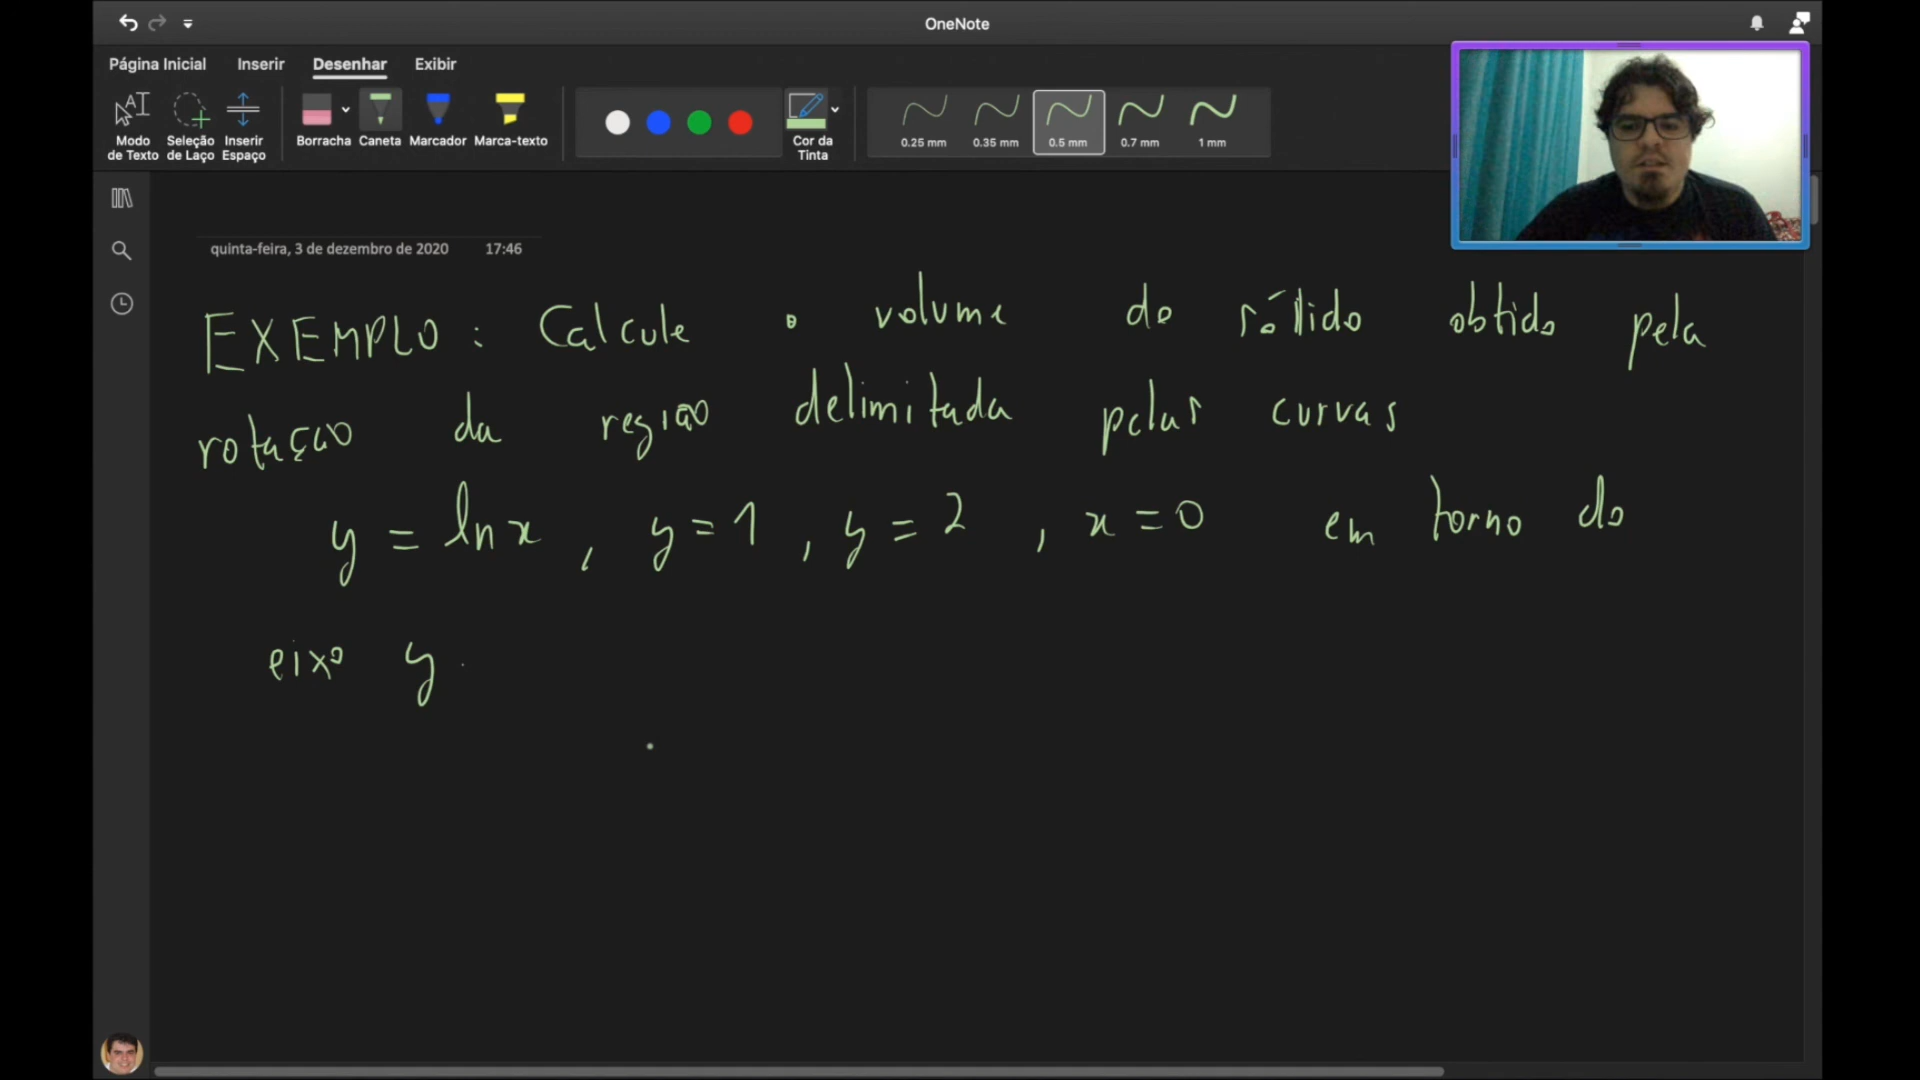 OneNote
Página Inicial Inserir Desenhar Exibir
Modo de Texto Seleção de Laço Inserir Espaço Borracha Caneta Marcador Marca-texto Cor da Tinta 0.25 mm 0.35 mm 0.5 mm 0.7 mm 1 mm
quinta-feira, 3 de dezembro de 2020 17:46
EXEMPLO: Calcule o volume do sólido obtido pela
rotação da região delimitada pelas curvas
y = ln x, y = 1, y = 2, x = 0 em torno do
eixo y.